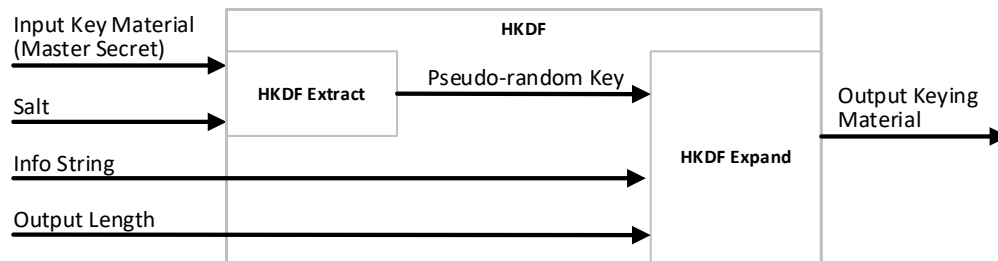 Input Key Material
(Master Secret)
HKDF
HKDF Extract
Pseudo-random Key
Salt
Output Keying
Material
HKDF Expand
Info String
Output Length